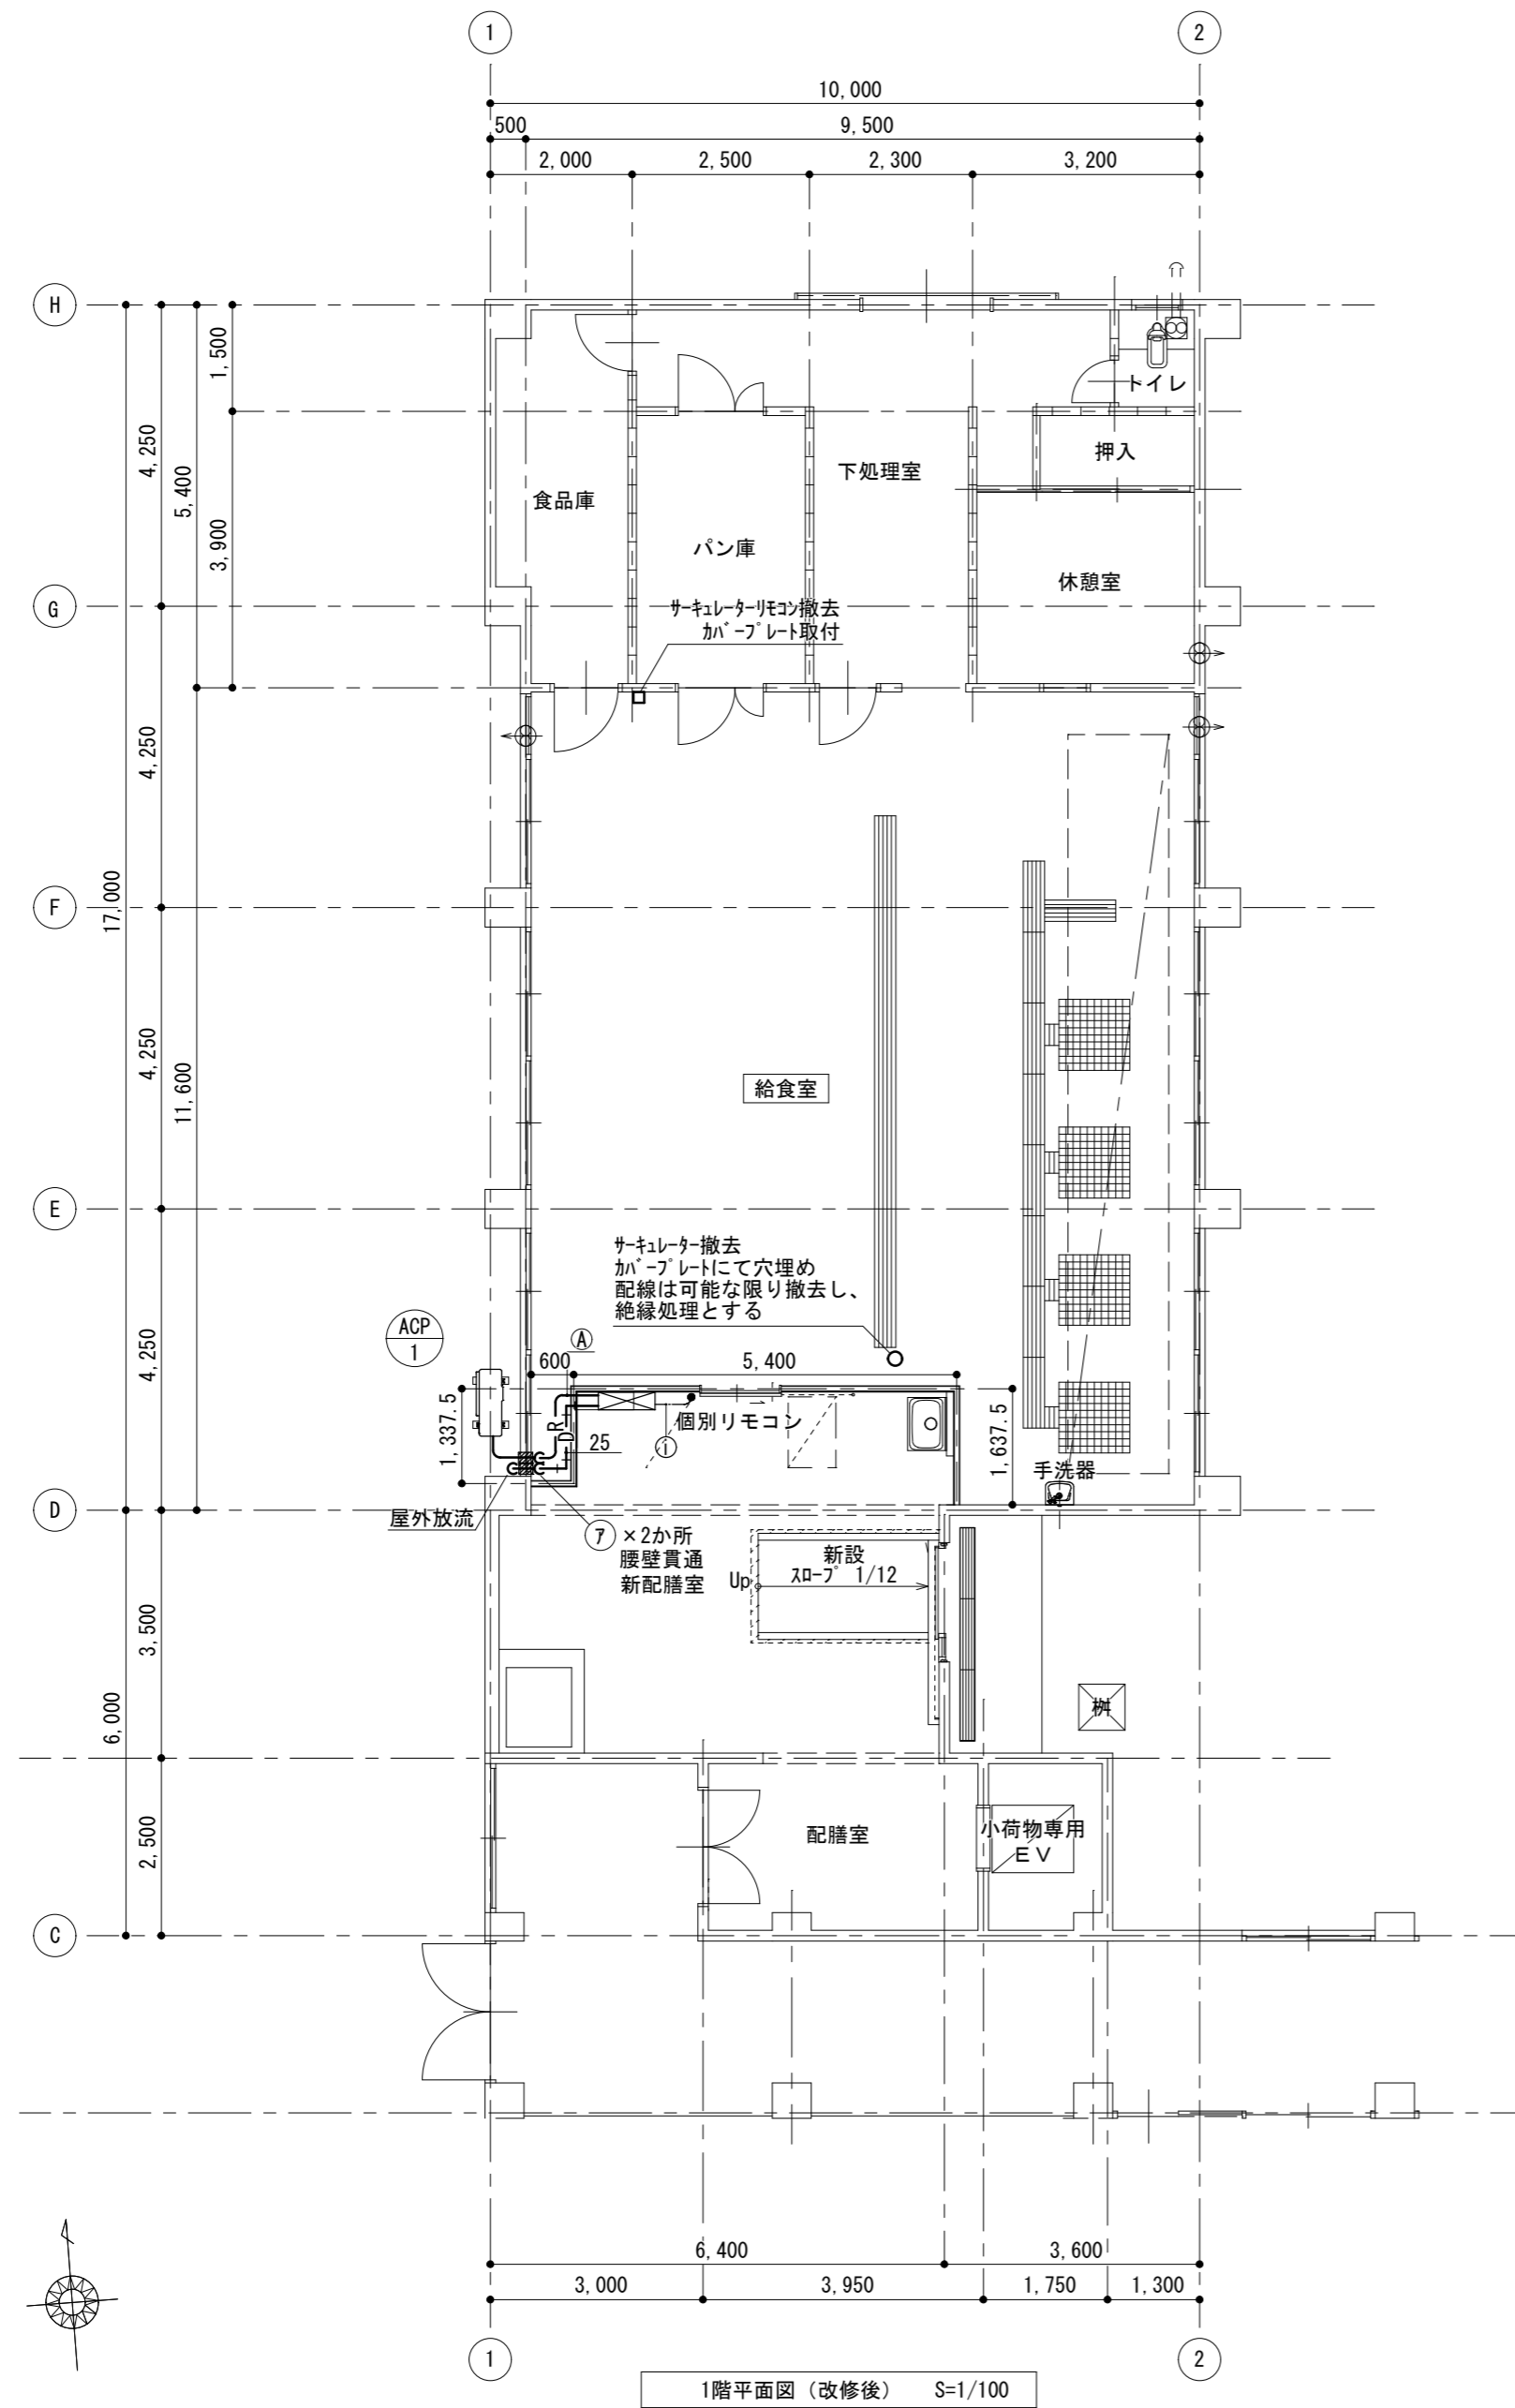 1
2
10,000
500
9,500
2,000
2,500
2,300
3,200
H
1,500
トイレ
4,250
5,400
押入
下処理室
食品庫
3,900
パン庫
休憩室
G
サーキュレーターリモコン撤去
カバープレート取付
4,250
17,000
F
4,250
11,600
給食室
E
サーキュレーター撤去
カバープレートにて穴埋め
配線は可能な限り撤去し、
絶縁処理とする
ACP
1
A
600
5,400
4,250
1,337.5
R
D
25
個別リモコン
i
1,637.5
手洗器
D
屋外放流
ア ×2か所
腰壁貫通
新配膳室
新設
スロープ 1/12
Up
3,500
6,000
桝
2,500
配膳室
小荷物専用
EV
C
6,400
3,600
3,000
3,950
1,750
1,300
1
2
1階平面図（改修後） S=1/100